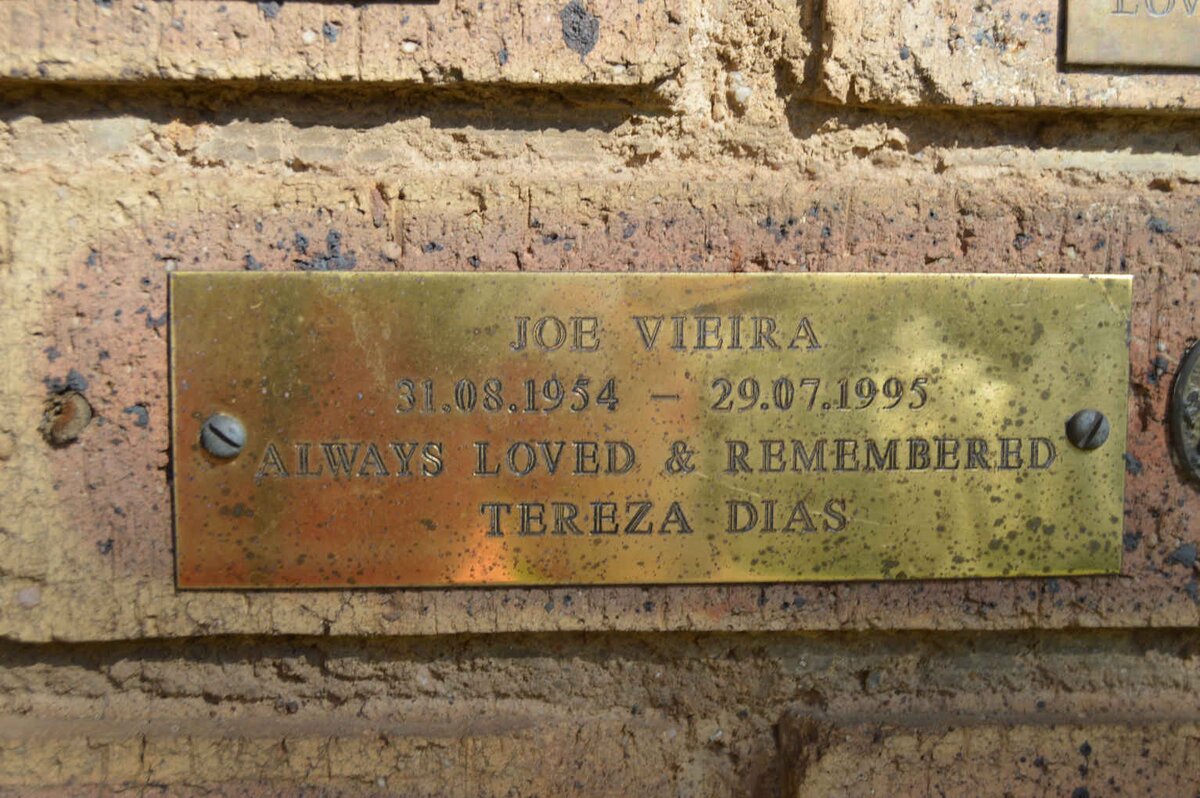 JOE VIEIRA
31.08.1954 – 29.07.1995
ALWAYS LOVED & REMEMBERED
TEREZA DIAS